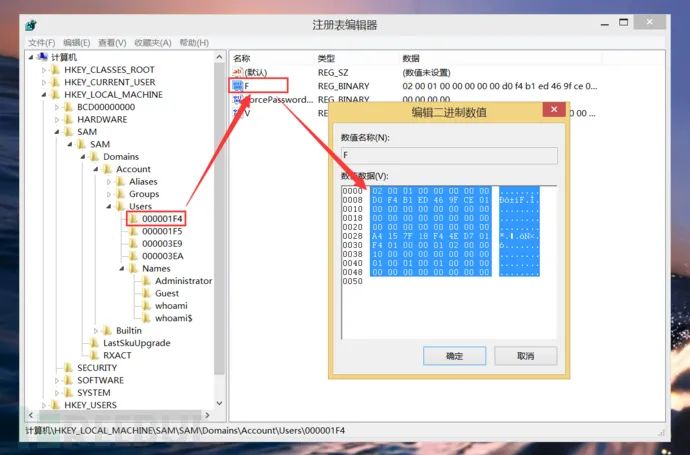 注册表编辑器
文件(F) 编辑(E) 查看(V) 收藏夹(A) 帮助(H)
计算机
HKEY_CLASSES_ROOT
HKEY_CURRENT_USER
HKEY_LOCAL_MACHINE
BCD00000000
HARDWARE
SAM
SAM
Domains
Account
Aliases
Groups
Users
000001F4
000001F5
000003E9
000003EA
Names
Administrator
Guest
whoami
whoami$
Builtin
LastSkuUpgrade
RXACT
SECURITY
SOFTWARE
SYSTEM
HKEY_USERS
名称 类型 数据
(默认) REG_SZ (数值未设置)
F REG_BINARY 02 00 01 00 00 00 00 00 d0 f4 b1 ed 46 9f ce 0...
ForcePassword... REG_BINARY 00 00 00 00
V
编辑二进制数值
数值名称(N):
F
数值数据(V):
0000 02 00 01 00 00 00 00 00 ........
0008 D0 F4 B1 ED 46 9F CE 01 Ðô±íF.Î.
0010 00 00 00 00 00 00 00 00 ........
0018 00 00 00 00 00 00 00 00 ........
0020 00 00 00 00 00 00 00 00 ........
0028 A4 15 7F 18 F4 4E D7 01
0030 F4 01 00 00 01 02 00 00 ô.......
0038 10 00 00 00 00 00 00 00 ........
0040 01 00 01 00 01 00 00 00 ........
0048 00 00 00 00 00 00 00 00 ........
0050
确定 取消
计算机\HKEY_LOCAL_MACHINE\SAM\SAM\Domains\Account\Users\000001F4